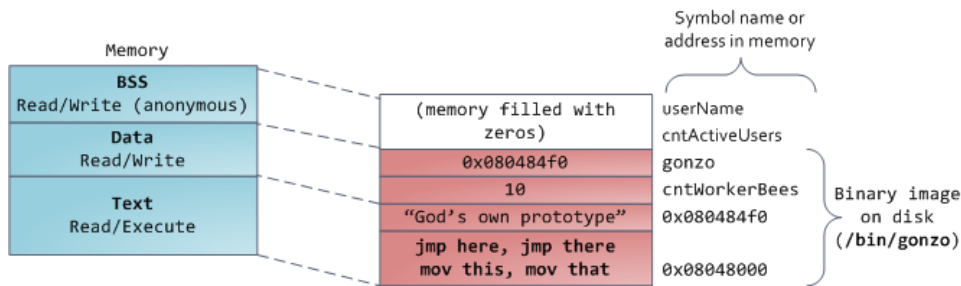 Symbol name or
address in memory
Memory
BSS
Read/Write (anonymous)
Data
Read/Write
Text
Read/Execute
(memory filled with
zeros)
0x080484f0
10
“God’s own prototype”
jmp here, jmp there
mov this, mov that
userName
cntActiveUsers
gonzo
cntWorkerBees
0x080484f0
0x08048000
Binary image
on disk
(/bin/gonzo)